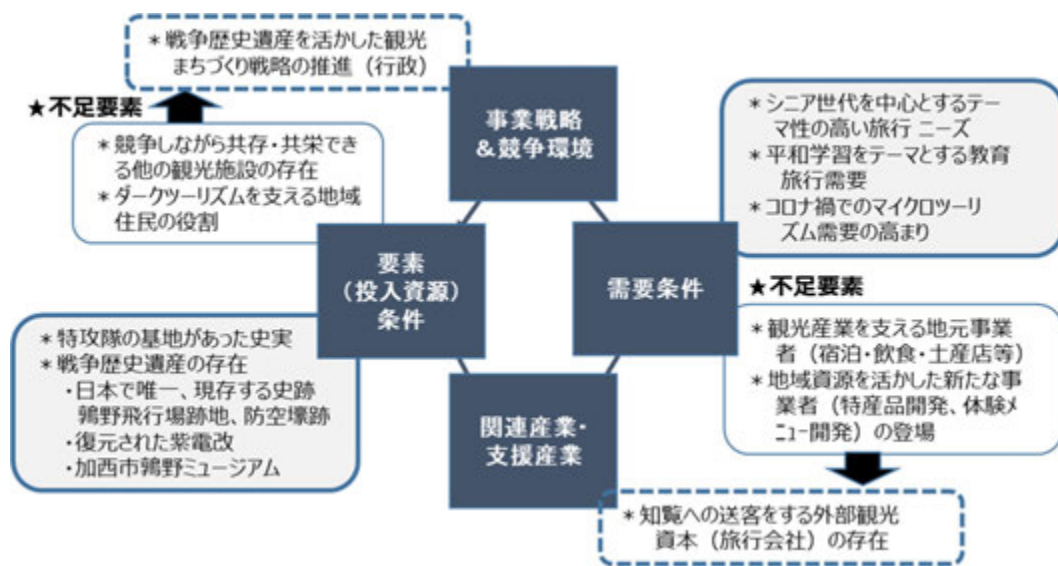 ＊戦争歴史遺産を活かした観光
まちづくり戦略の推進（行政）
★不足要素
＊競争しながら共存・共栄でき
る他の観光施設の存在
＊ダークツーリズムを支える地域
住民の役割
事業戦略
＆競争環境
＊シニア世代を中心とするテー
マ性の高い旅行 ニーズ
＊平和学習をテーマとする教育
旅行需要
＊コロナ禍でのマイクロツーリ
ズム需要の高まり
要素
（投入資源）
条件
需要条件
★不足要素
＊観光産業を支える地元事業
者（宿泊・飲食・土産店等）
＊地域資源を活かした新たな事
業者（特産品開発、体験メ
ニュー開発）の登場
＊特攻隊の基地があった史実
＊戦争歴史遺産の存在
・日本で唯一、現存する史跡
鶉野飛行場跡地、防空壕跡
・復元された紫電改
・加西市鶉野ミュージアム
関連産業・
支援産業
＊知覧への送客をする外部観光
資本（旅行会社）の存在